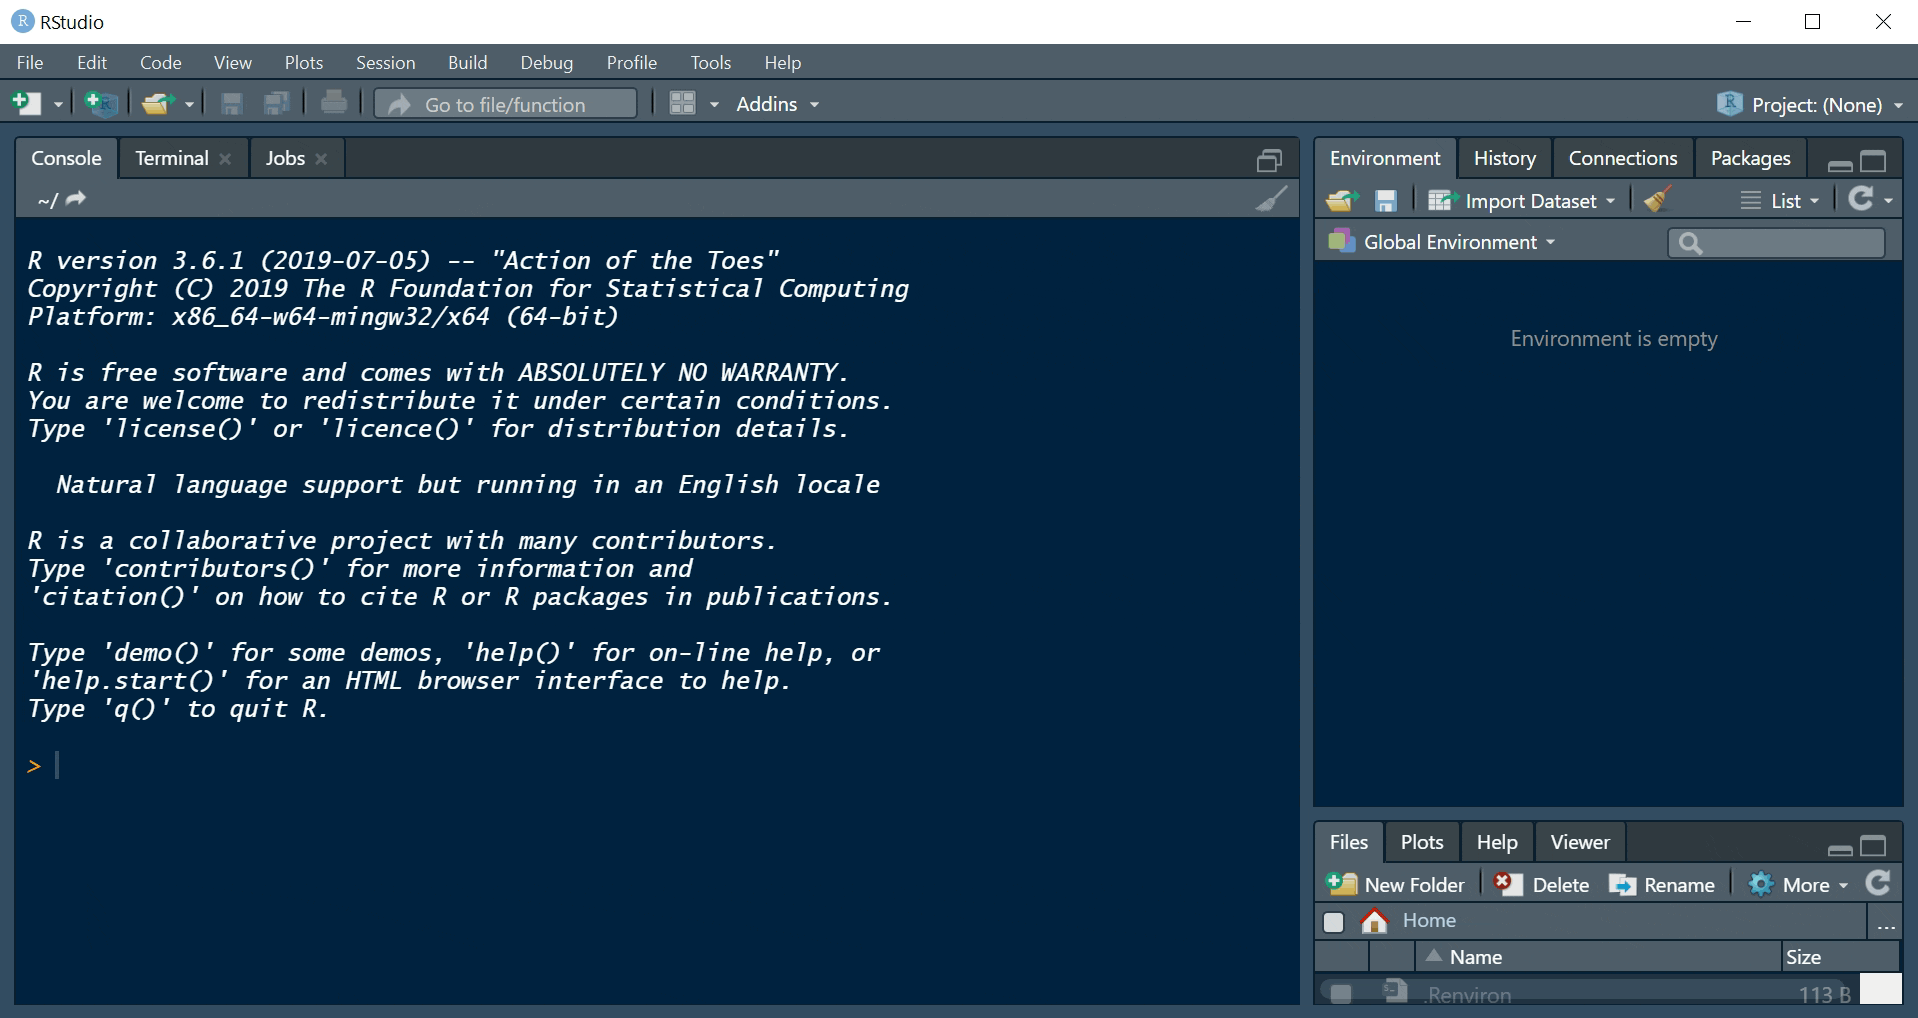 RStudio
File Edit Code View Plots Session Build Debug Profile Tools Help
Go to file/function Addins Project: (None)
Console Terminal Jobs
~/
R version 3.6.1 (2019-07-05) -- "Action of the Toes"
Copyright (C) 2019 The R Foundation for Statistical Computing
Platform: x86_64-w64-mingw32/x64 (64-bit)
R is free software and comes with ABSOLUTELY NO WARRANTY.
You are welcome to redistribute it under certain conditions.
Type 'license()' or 'licence()' for distribution details.
Natural language support but running in an English locale
R is a collaborative project with many contributors.
Type 'contributors()' for more information and
'citation()' on how to cite R or R packages in publications.
Type 'demo()' for some demos, 'help()' for on-line help, or
'help.start()' for an HTML browser interface to help.
Type 'q()' to quit R.
>
Environment History Connections Packages
Import Dataset List
Global Environment
Environment is empty
Files Plots Help Viewer
New Folder Delete Rename More
Home ...
Name Size
.Renviron 113 B